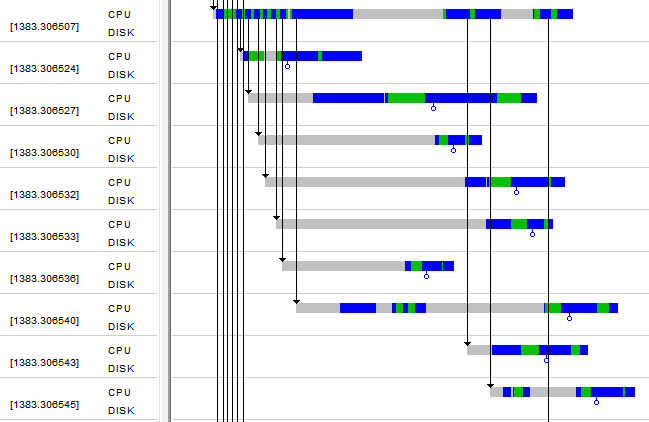 CPU
[1383.306507]
DISK
CPU
[1383.306524]
DISK
CPU
[1383.306527]
DISK
CPU
[1383.306530]
DISK
CPU
[1383.306532]
DISK
CPU
[1383.306533]
DISK
CPU
[1383.306536]
DISK
CPU
[1383.306540]
DISK
CPU
[1383.306543]
DISK
CPU
[1383.306545]
DISK